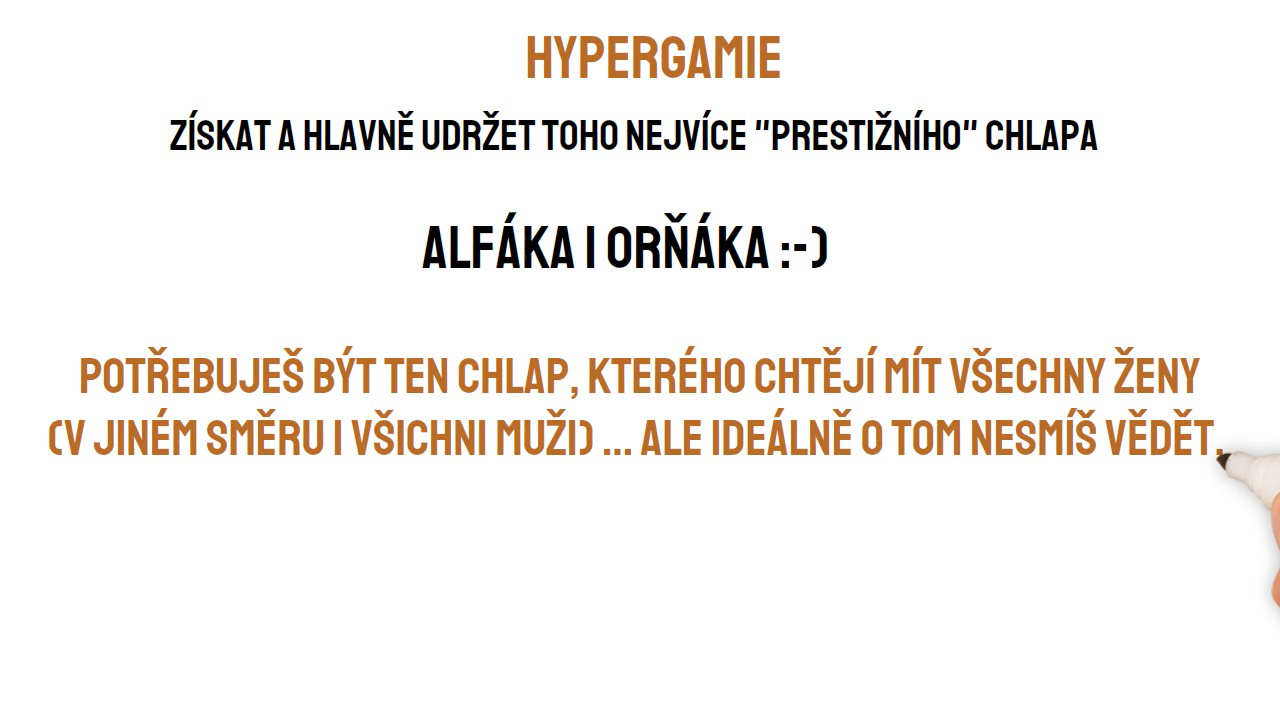 HYPERGAMIE
ZÍSKAT A HLAVNĚ UDRŽET TOHO NEJVÍCE "PRESTIŽNÍHO" CHLAPA
ALFÁKA I ORŇÁKA :-)
POTŘEBUJEŠ BÝT TEN CHLAP, KTERÉHO CHTĚJÍ MÍT VŠECHNY ŽENY
(V JINÉM SMĚRU I VŠICHNI MUŽI) ... ALE IDEÁLNĚ O TOM NESMÍŠ VĚDĚT.